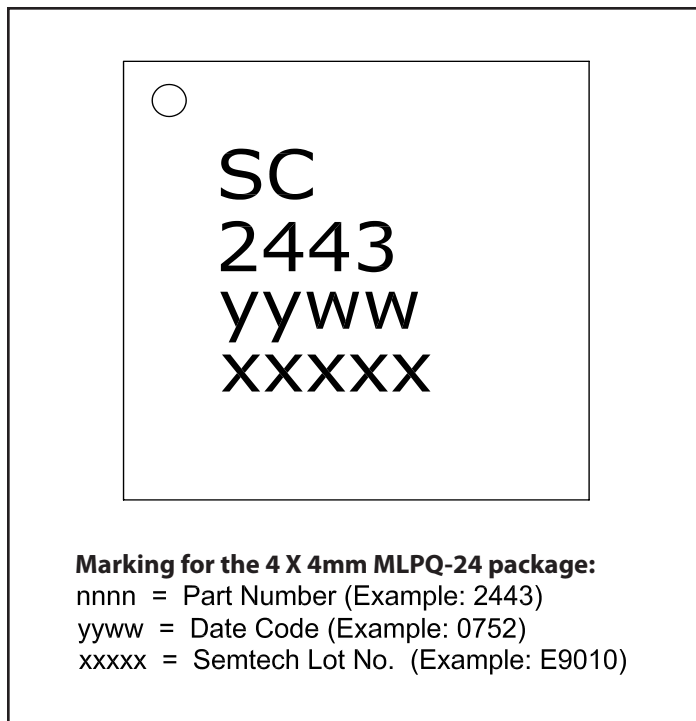 SC
2443
yyww
xxxxx
Marking for the 4 X 4mm MLPQ-24 package:
nnnn = Part Number (Example: 2443)
yyww = Date Code (Example: 0752)
xxxxx = Semtech Lot No. (Example: E9010)